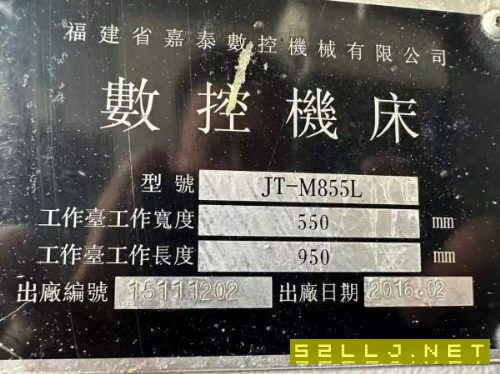 福建省嘉泰數控機械有限公司
數控機床
型號 JT-M855L
工作臺工作寬度 550 mm
工作臺工作長度 950 mm
出廠編號 15111202 出廠日期 2016.02
52LLJ.NET